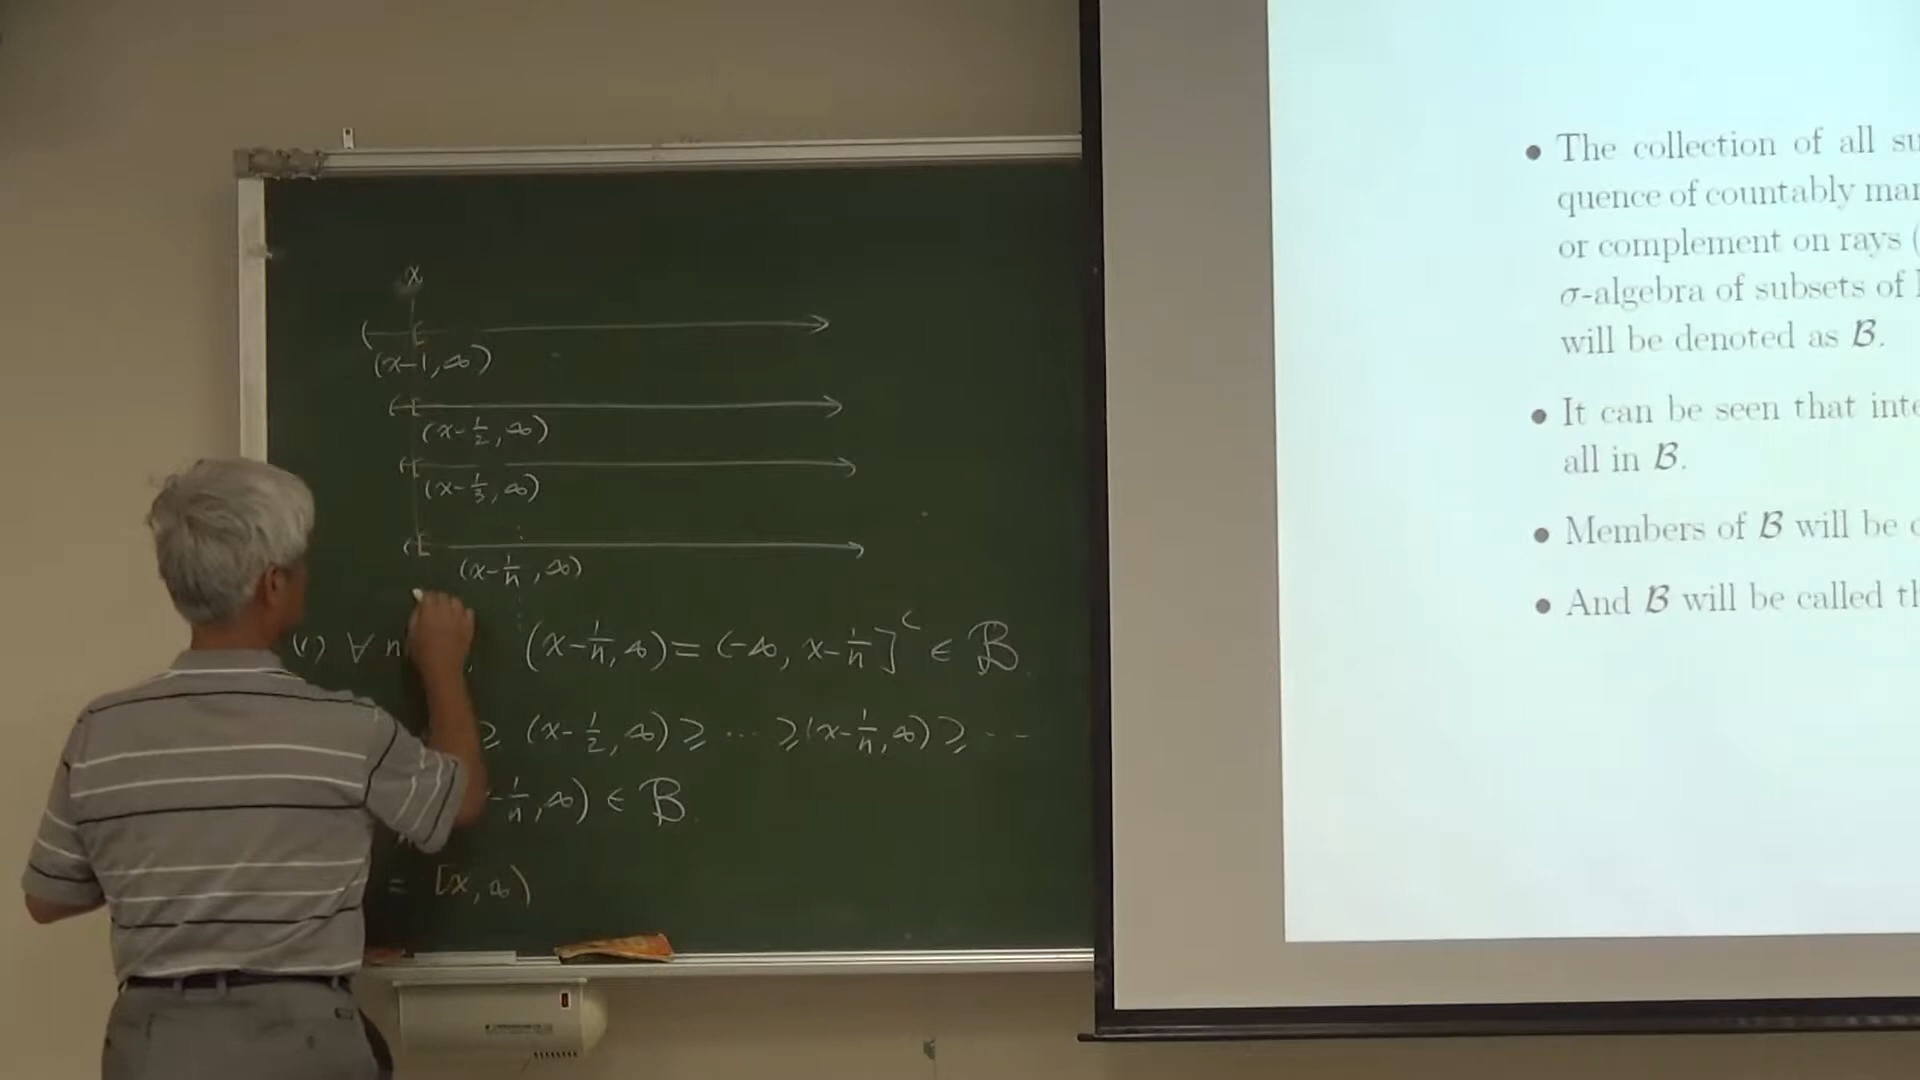 x
(x-1, ∞)
(x-1/2, ∞)
(x-1/3, ∞)
(x-1/n, ∞)
∀ n (x-1/n, ∞) = (-∞, x-1/n]ᶜ ∈ B.
≥ (x-1/2, ∞) ≥ ... ≥ (x-1/n, ∞) ≥ ...
-1/n, ∞) ∈ B.
= [x, ∞)
• The collection of all su
quence of countably mar
or complement on rays (
σ-algebra of subsets of
will be denoted as B.
• It can be seen that inte
all in B.
• Members of B will be c
• And B will be called th